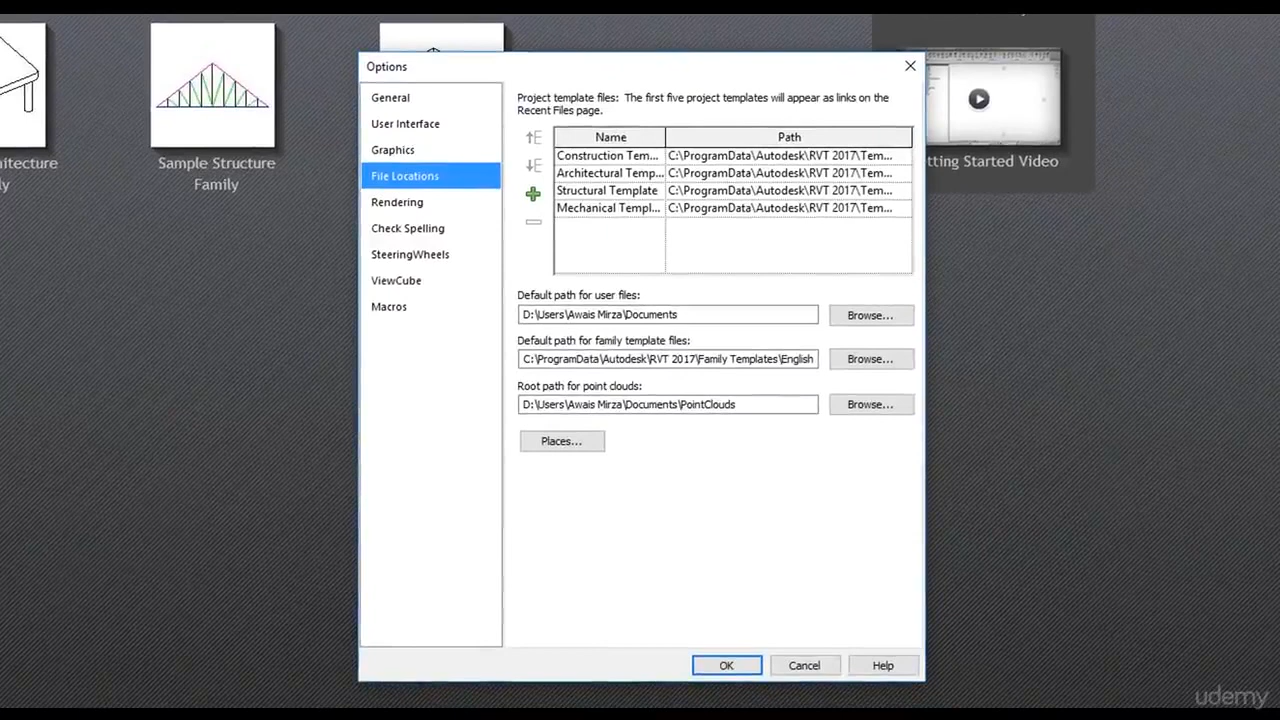 Options
General
User Interface
Graphics
File Locations
Rendering
Check Spelling
SteeringWheels
ViewCube
Macros
Project template files: The first five project templates will appear as links on the
Recent Files page.
Name Path
Construction Tem... C:\ProgramData\Autodesk\RVT 2017\Tem...
Architectural Temp... C:\ProgramData\Autodesk\RVT 2017\Tem...
Structural Template C:\ProgramData\Autodesk\RVT 2017\Tem...
Mechanical Templ... C:\ProgramData\Autodesk\RVT 2017\Tem...
Default path for user files:
D:\Users\Awais Mirza\Documents Browse...
Default path for family template files:
C:\ProgramData\Autodesk\RVT 2017\Family Templates\English Browse...
Root path for point clouds:
D:\Users\Awais Mirza\Documents\PointClouds Browse...
Places...
OK Cancel Help
itecture
ly
Sample Structure
Family
tting Started Video
udemy